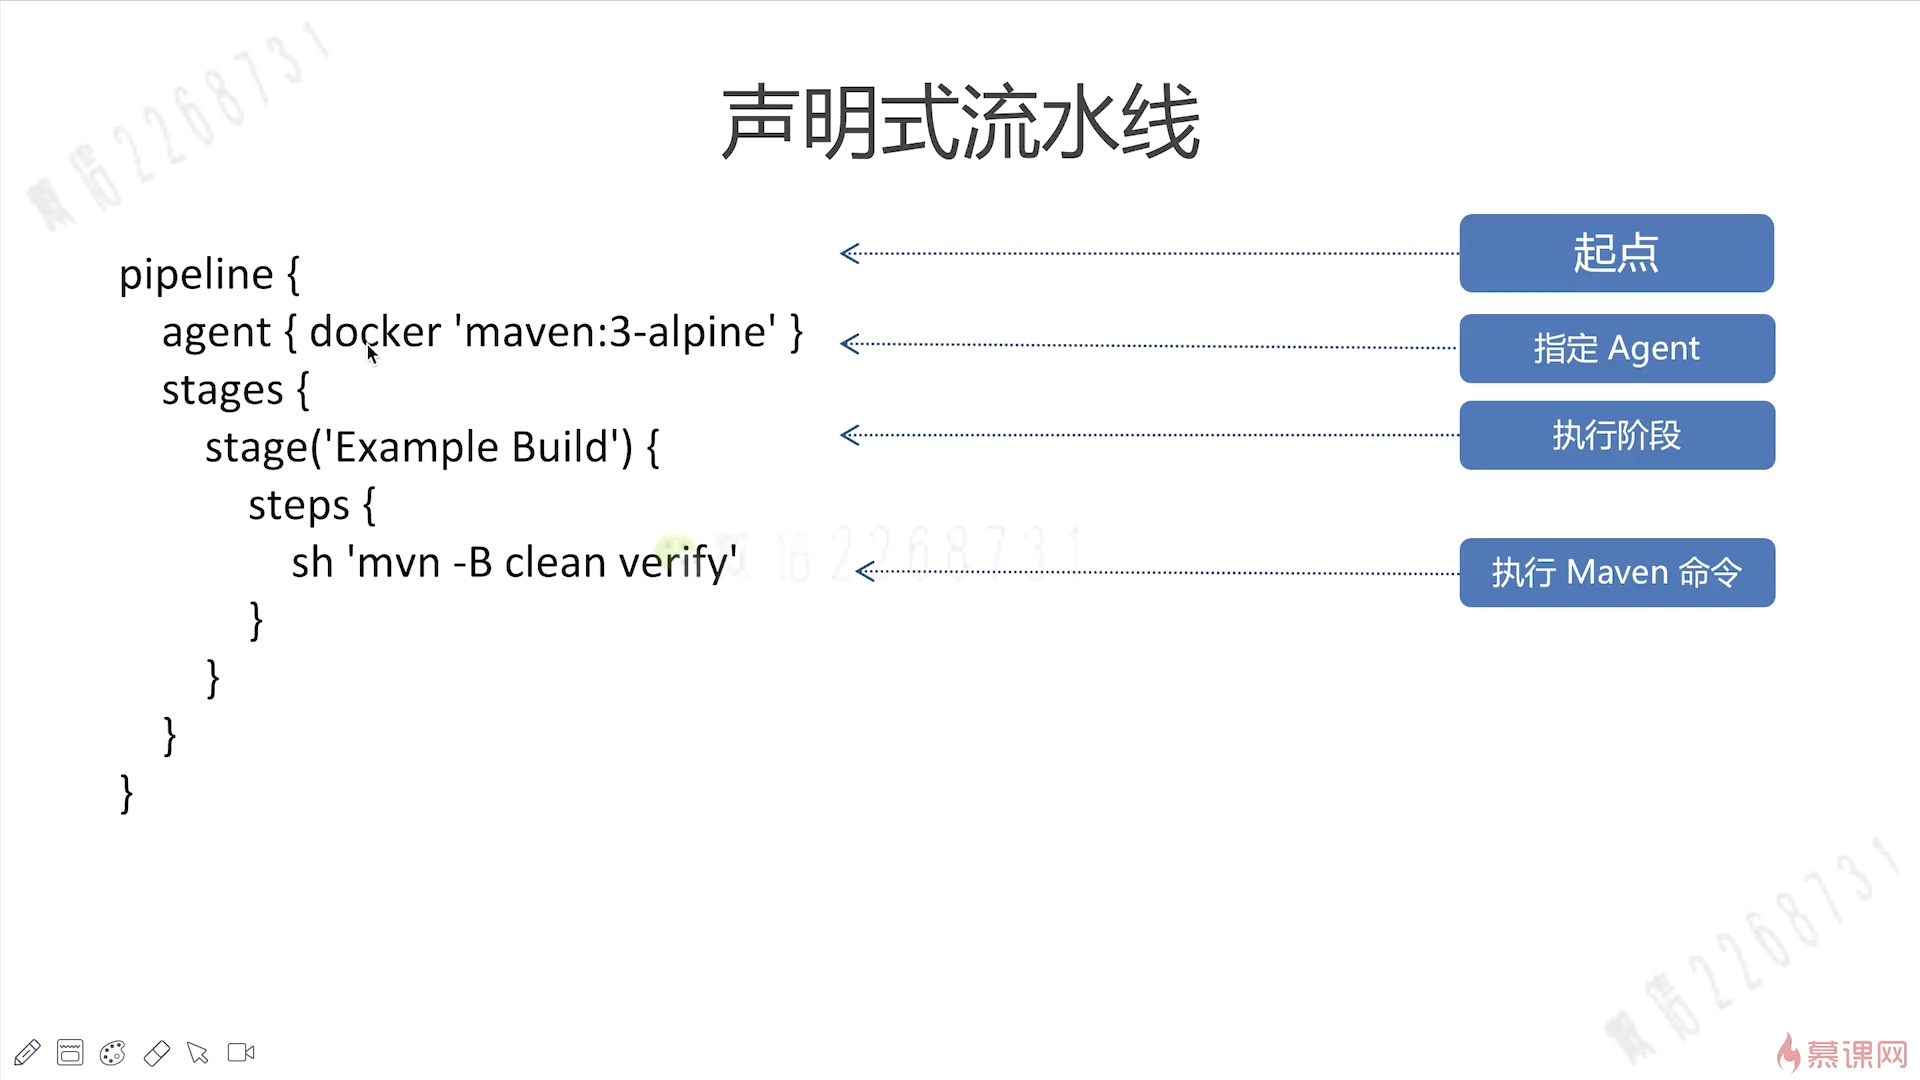 微信2268731
声明式流水线
起点
pipeline {
agent { docker 'maven:3-alpine' }
指定 Agent
stages {
stage('Example Build') {
执行阶段
steps {
sh 'mvn -B clean verify'
微信2268731
执行 Maven 命令
}
}
}
}
微信2268731
慕课网